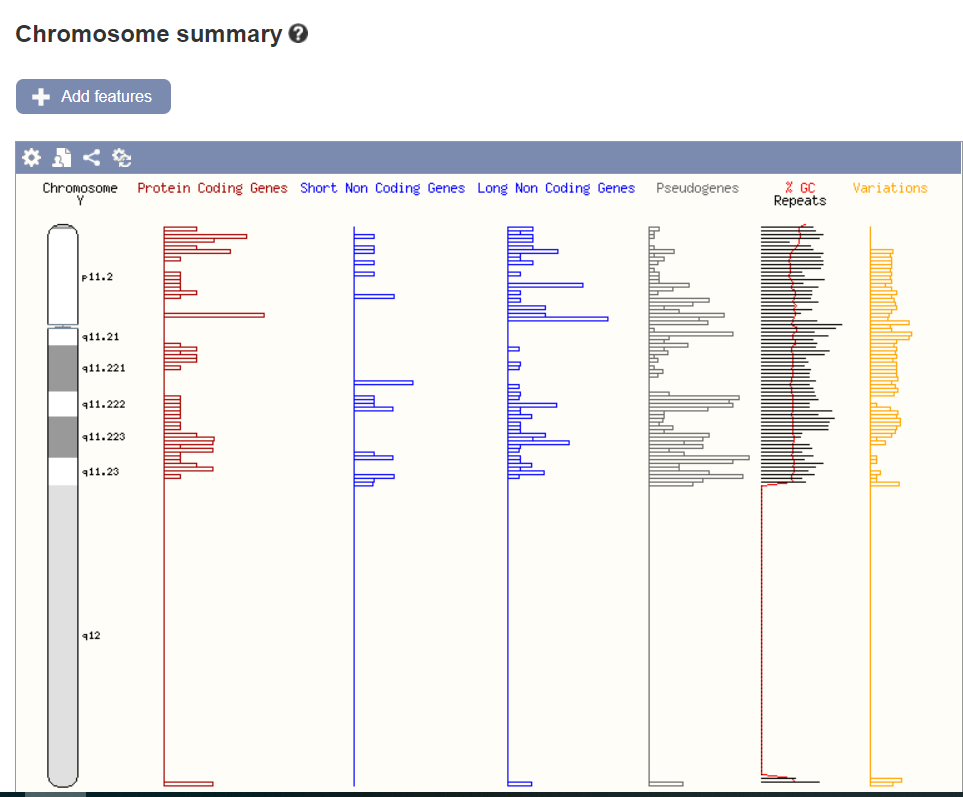 Chromosome summary
Add features
Chromosome Protein Coding Genes Short Non Coding Genes Long Non Coding Genes Pseudogenes % GC Variations
Y Repeats
p11.2
q11.21
q11.221
q11.222
q11.223
q11.23
q12